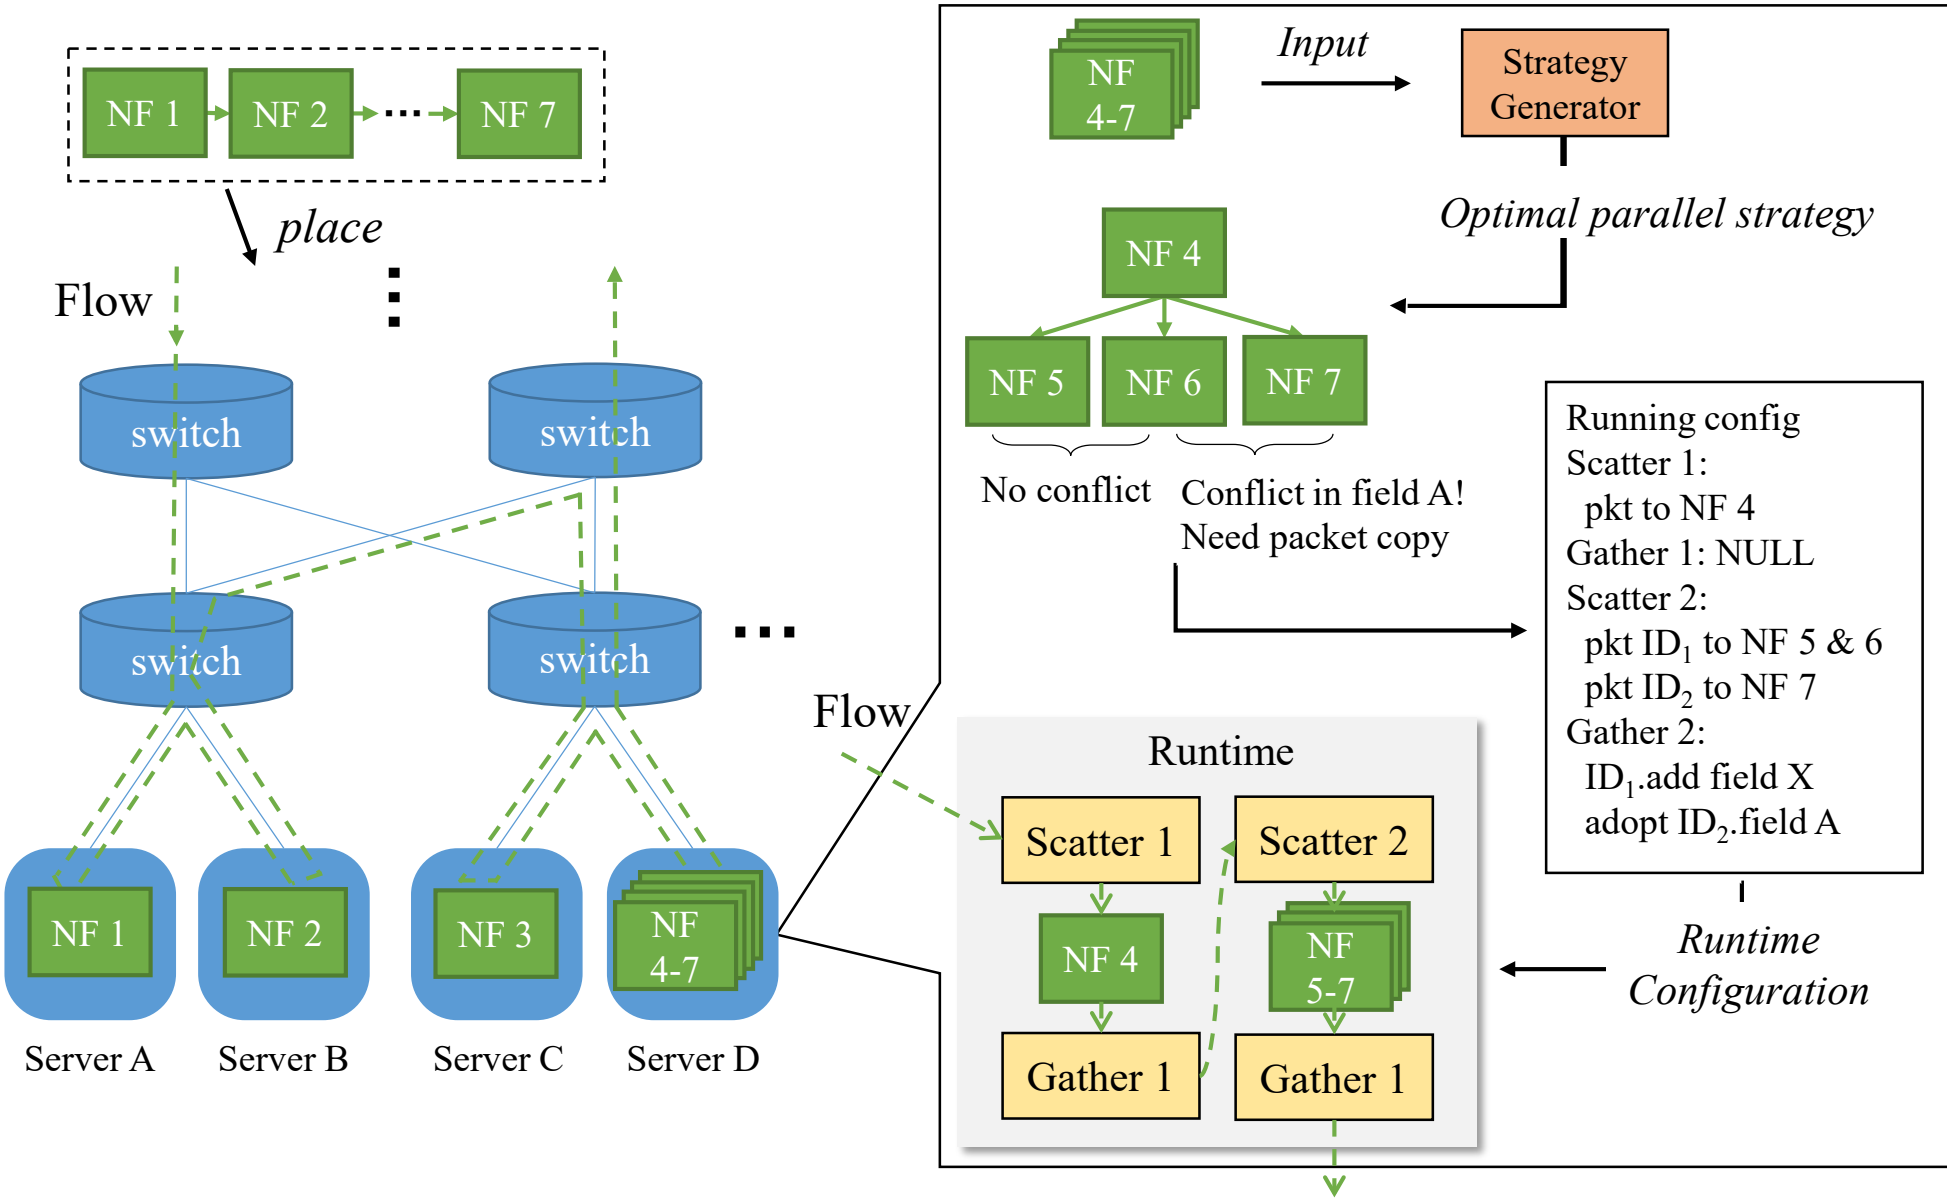 NF 1
NF 2
...
NF 7
place
Flow
switch
switch
switch
switch
...
NF 1
NF 2
NF 3
NF
4-7
Server A
Server B
Server C
Server D
NF
4-7
Input
Strategy
Generator
Optimal parallel strategy
NF 4
NF 5
NF 6
NF 7
No conflict
Conflict in field A!
Need packet copy
Running config
Scatter 1:
pkt to NF 4
Gather 1: NULL
Scatter 2:
pkt ID₁ to NF 5 & 6
pkt ID₂ to NF 7
Gather 2:
ID₁.add field X
adopt ID₂.field A
Runtime
Configuration
Flow
Runtime
Scatter 1
NF 4
Gather 1
Scatter 2
NF
5-7
Gather 1